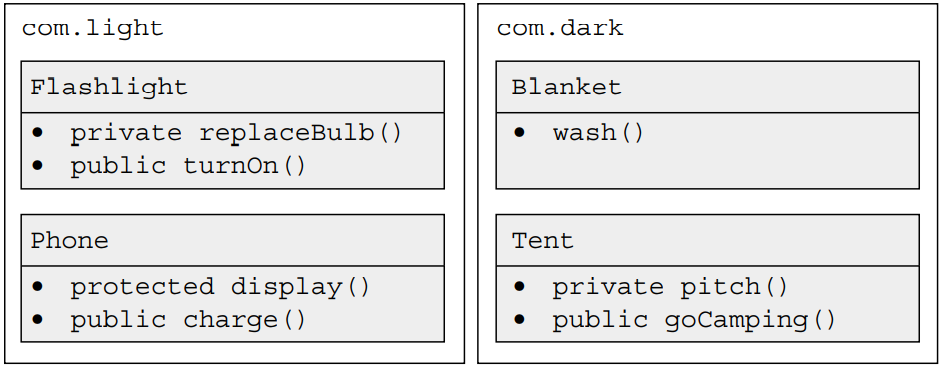 com.light
Flashlight
• private replaceBulb()
• public turnOn()
Phone
• protected display()
• public charge()
com.dark
Blanket
• wash()
Tent
• private pitch()
• public goCamping()